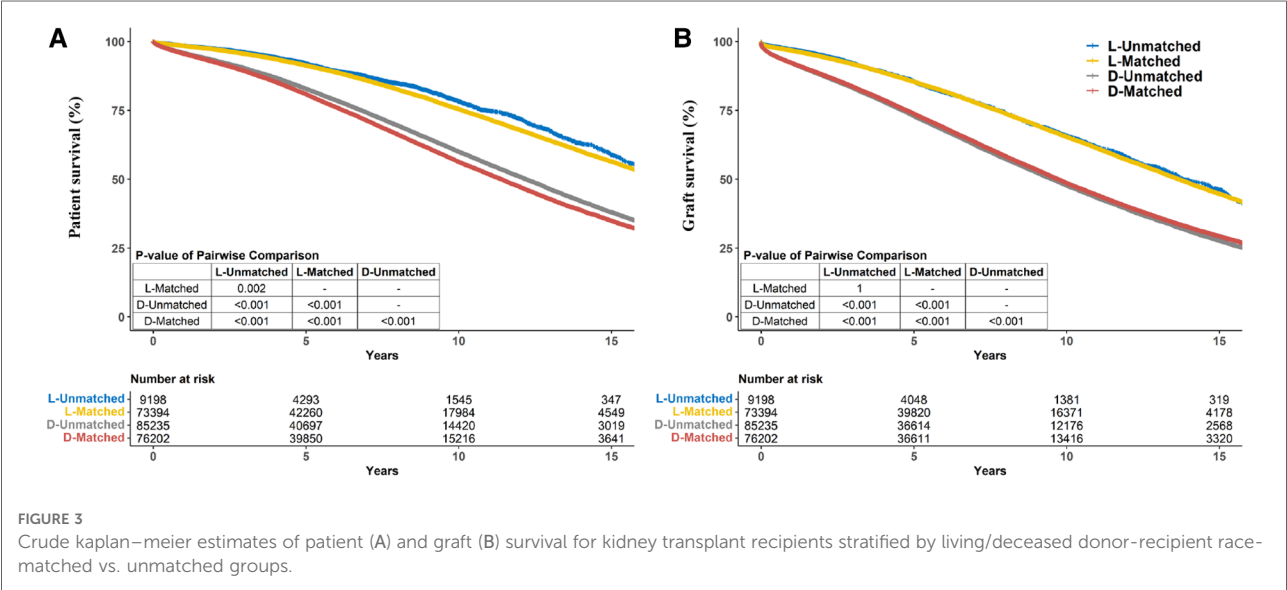 A
Patient survival (%)
100
75
50
25
0
P-value of Pairwise Comparison
L-Unmatched L-Matched D-Unmatched
L-Matched 0.002 - -
D-Unmatched <0.001 <0.001 -
D-Matched <0.001 <0.001 <0.001
0 5 10 15
Years
Number at risk
L-Unmatched 9198 4293 1545 347
L-Matched 73394 42260 17984 4549
D-Unmatched 85235 40697 14420 3019
D-Matched 76202 39850 15216 3641
0 5 10 15
Years
B
Graft survival (%)
100
75
50
25
0
L-Unmatched
L-Matched
D-Unmatched
D-Matched
P-value of Pairwise Comparison
L-Unmatched L-Matched D-Unmatched
L-Matched 1 - -
D-Unmatched <0.001 <0.001 -
D-Matched <0.001 <0.001 <0.001
0 5 10 15
Years
Number at risk
L-Unmatched 9198 4048 1381 319
L-Matched 73394 39820 16371 4178
D-Unmatched 85235 36614 12176 2568
D-Matched 76202 36611 13416 3320
0 5 10 15
Years
FIGURE 3
Crude kaplan–meier estimates of patient (A) and graft (B) survival for kidney transplant recipients stratified by living/deceased donor-recipient race-
matched vs. unmatched groups.